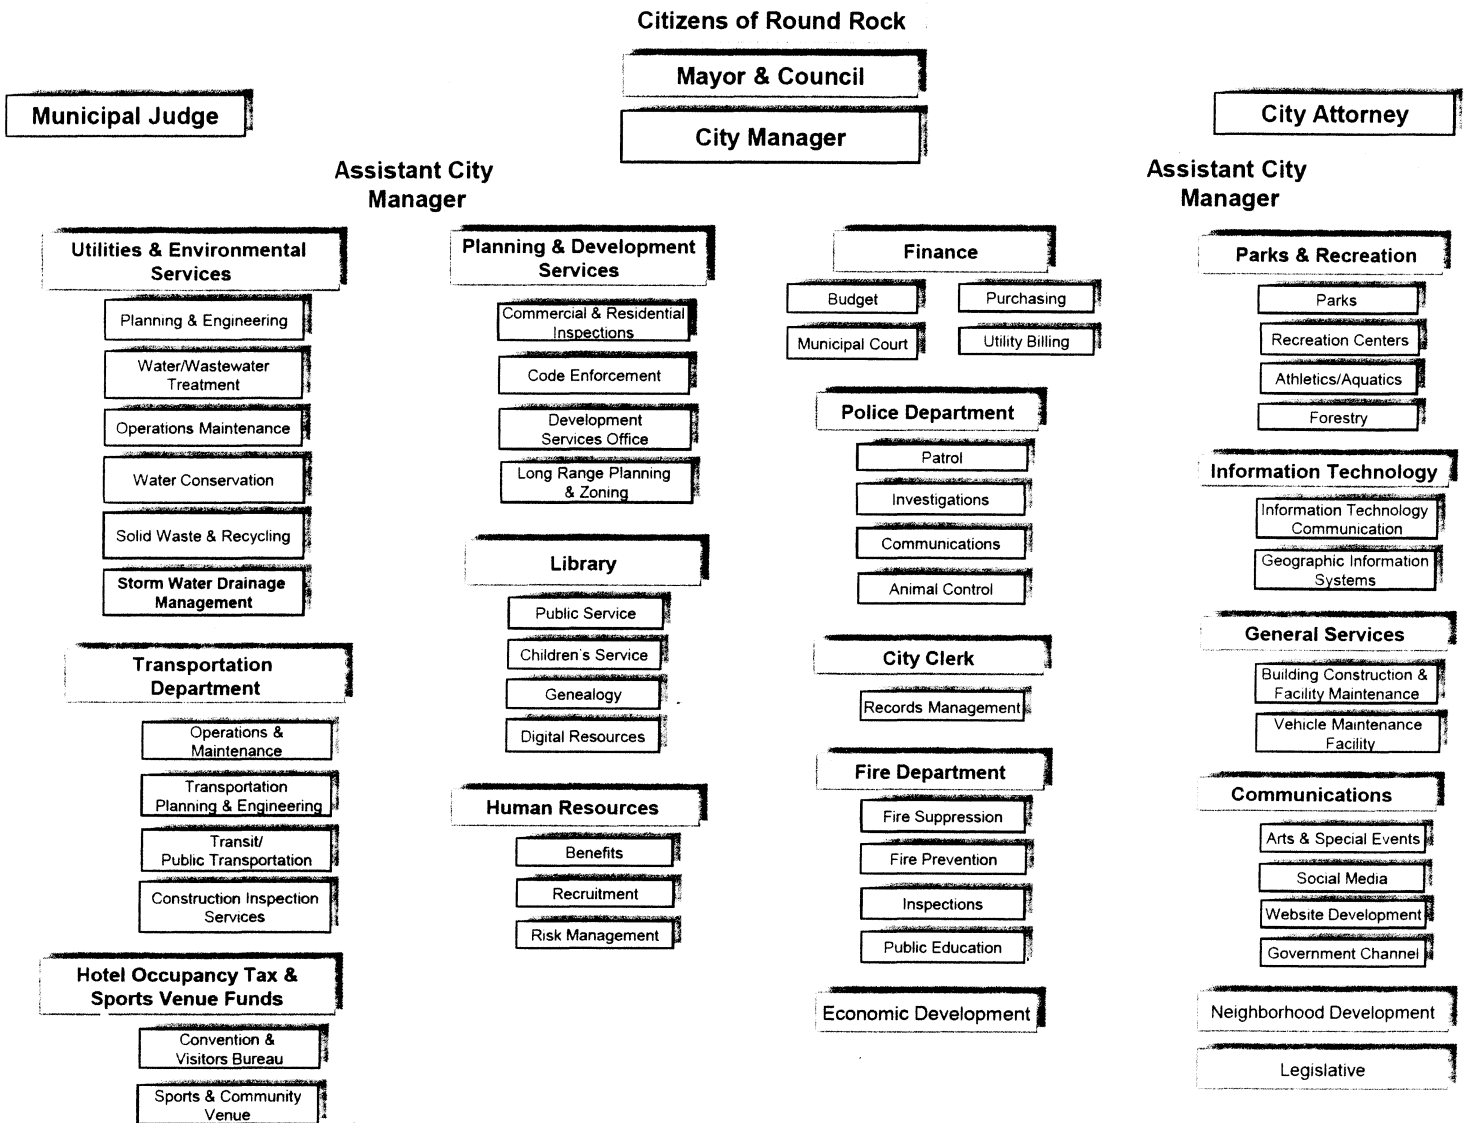 Citizens of Round Rock
Mayor & Council
Municipal Judge
City Manager
City Attorney
Assistant City
Manager
Assistant City
Manager
Utilities & Environmental
Services
Planning & Engineering
Water/Wastewater
Treatment
Operations Maintenance
Water Conservation
Solid Waste & Recycling
Storm Water Drainage
Management
Transportation
Department
Operations &
Maintenance
Transportation
Planning & Engineering
Transit/
Public Transportation
Construction Inspection
Services
Hotel Occupancy Tax &
Sports Venue Funds
Convention &
Visitors Bureau
Sports & Community
Venue
Planning & Development
Services
Commercial & Residential
Inspections
Code Enforcement
Development
Services Office
Long Range Planning
& Zoning
Library
Public Service
Children's Service
Genealogy
Digital Resources
Human Resources
Benefits
Recruitment
Risk Management
Finance
Budget
Purchasing
Municipal Court
Utility Billing
Police Department
Patrol
Investigations
Communications
Animal Control
City Clerk
Records Management
Fire Department
Fire Suppression
Fire Prevention
Inspections
Public Education
Economic Development
Parks & Recreation
Parks
Recreation Centers
Athletics/Aquatics
Forestry
Information Technology
Information Technology
Communication
Geographic Information
Systems
General Services
Building Construction &
Facility Maintenance
Vehicle Maintenance
Facility
Communications
Arts & Special Events
Social Media
Website Development
Government Channel
Neighborhood Development
Legislative